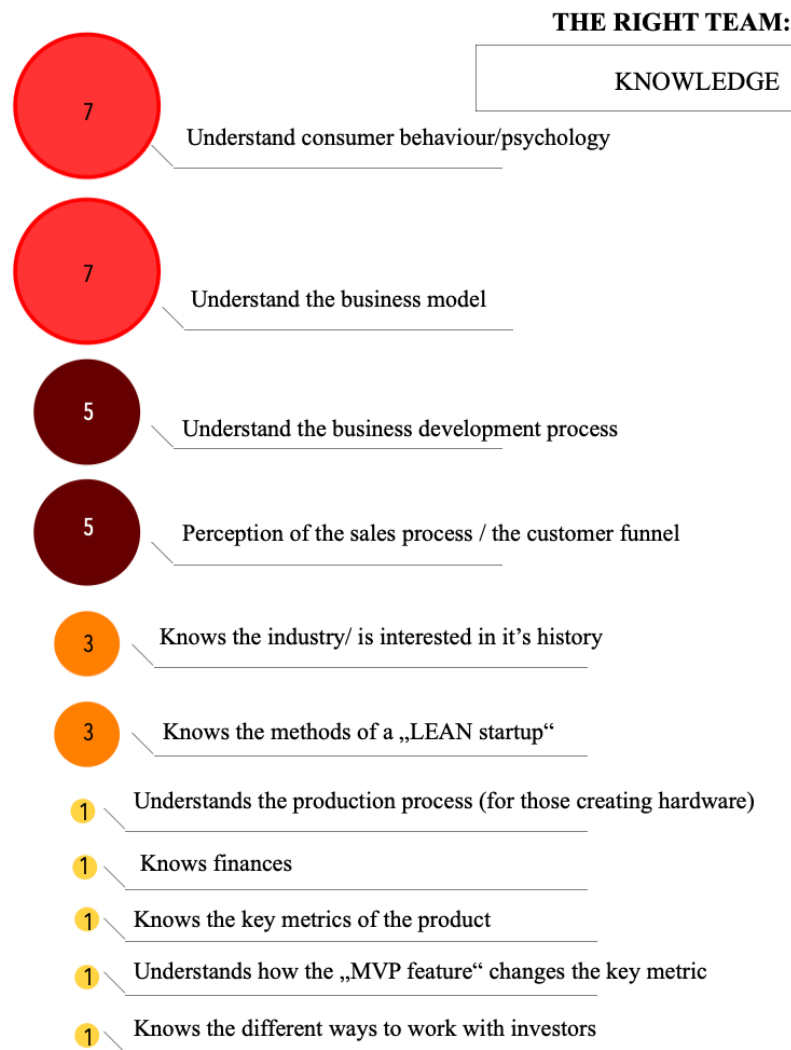 THE RIGHT TEAM:
KNOWLEDGE
7
Understand consumer behaviour/psychology
7
Understand the business model
5
Understand the business development process
5
Perception of the sales process / the customer funnel
3
Knows the industry/ is interested in it’s history
3
Knows the methods of a „LEAN startup“
1
Understands the production process (for those creating hardware)
1
Knows finances
1
Knows the key metrics of the product
1
Understands how the „MVP feature“ changes the key metric
1
Knows the different ways to work with investors